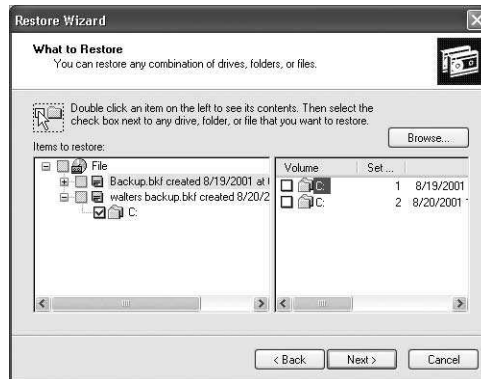 Restore Wizard
What to Restore
You can restore any combination of drives, folders, or files.
Double click an item on the left to see its contents. Then select the
check box next to any drive, folder, or file that you want to restore.
Browse...
Items to restore:
File
Backup.bkf created 8/19/2001 at
walters backup.bkf created 8/20/2
C:
Volume Set ...
C: 1 8/19/2001
C: 2 8/20/2001 1
< Back Next > Cancel